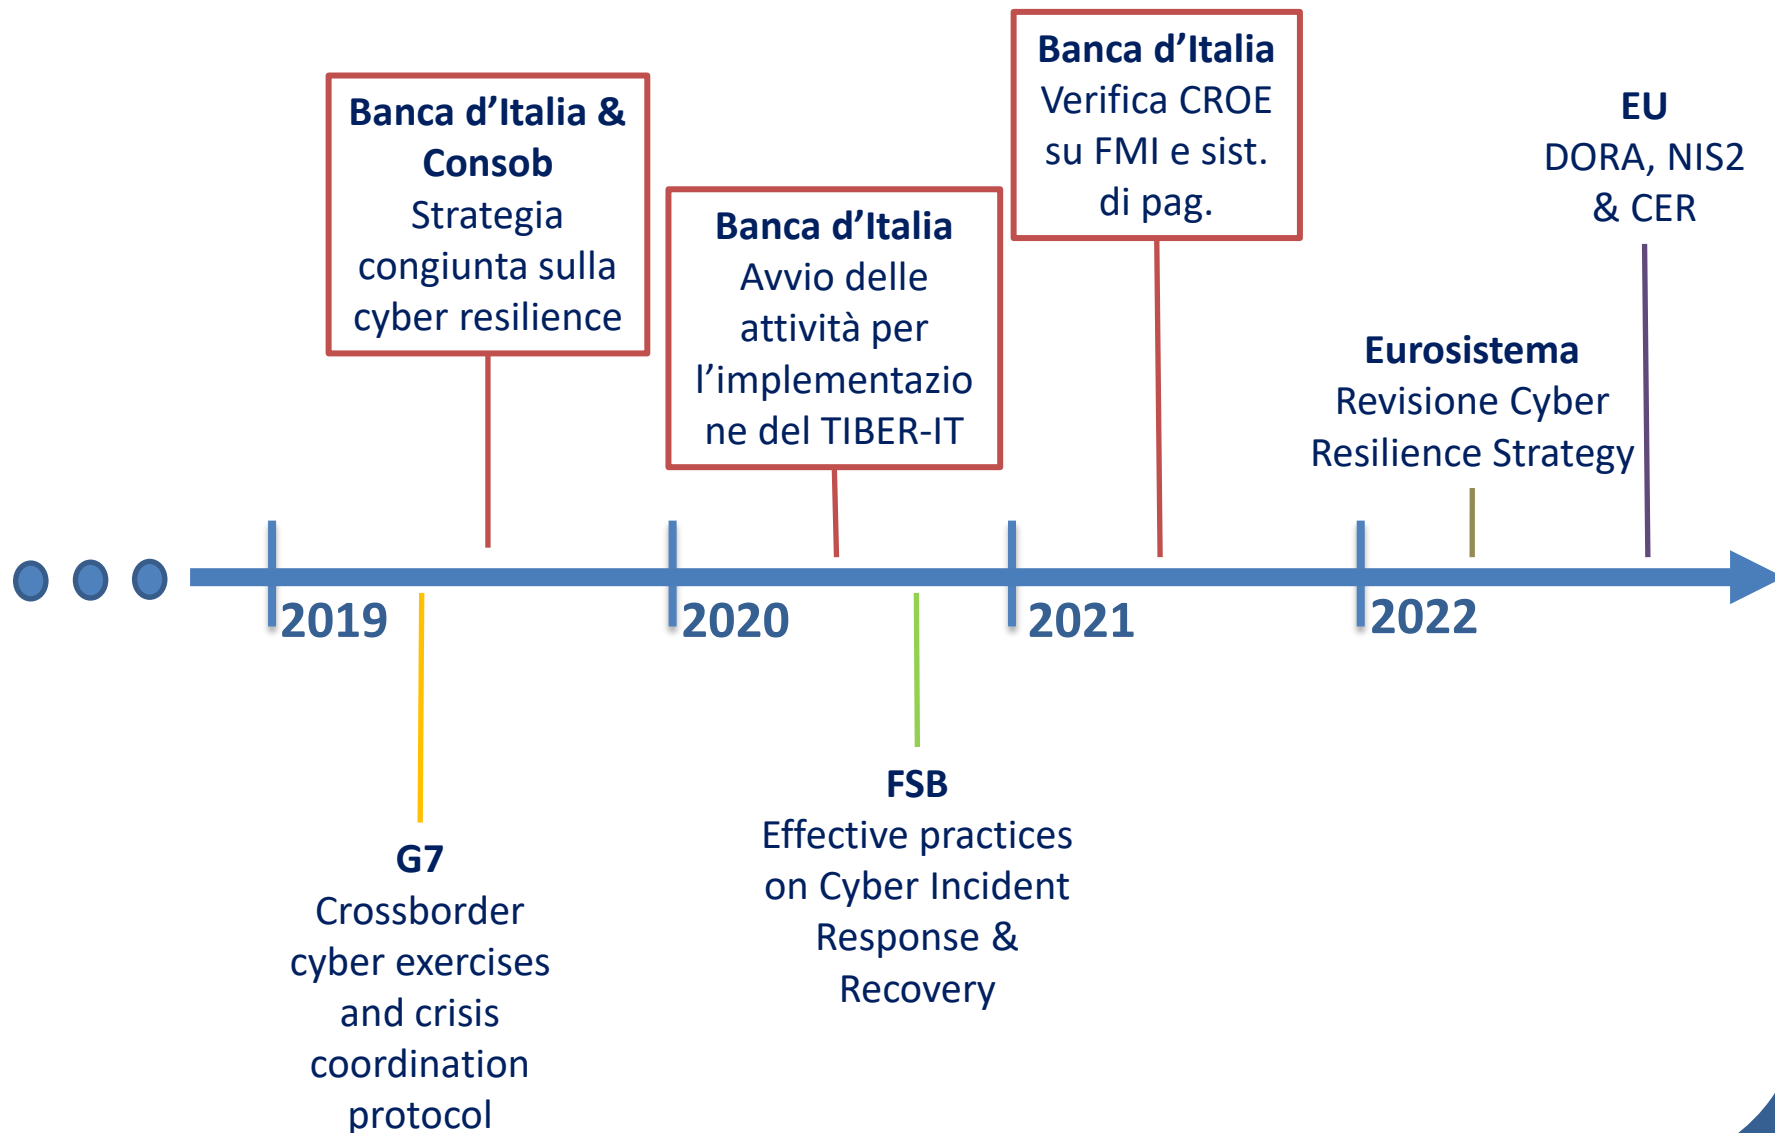 Banca d'Italia &
Consob
Strategia
congiunta sulla
cyber resilience
Banca d'Italia
Avvio delle
attività per
l'implementazio
ne del TIBER-IT
Banca d'Italia
Verifica CROE
su FMI e sist.
di pag.
EU
DORA, NIS2
& CER
Eurosistema
Revisione Cyber
Resilience Strategy
2019
2020
2021
2022
G7
Crossborder
cyber exercises
and crisis
coordination
protocol
FSB
Effective practices
on Cyber Incident
Response &
Recovery